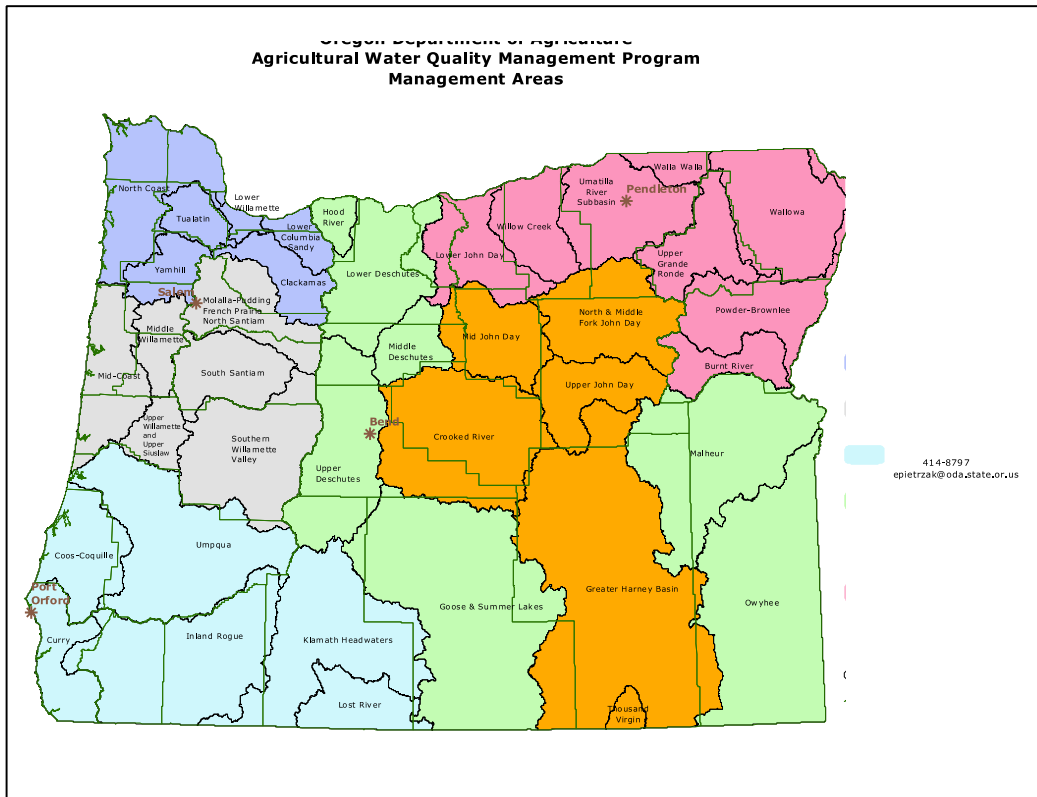 Oregon Department of Agriculture
Agricultural Water Quality Management Program
Management Areas
Walla Walla
Umatilla
River
Subbasin
Pendleton
Wallowa
North Coast
Lower
Willamette
Tualatin
Hood
River
Lower
Columbia
Sandy
Willow Creek
Lower John Day
Upper
Grande
Ronde
Yamhill
Lower Deschutes
Clackamas
Salem
Molalla-Pudding
French Prairie
North Santiam
North & Middle
Fork John Day
Powder-Brownlee
Middle
Willamette
Mid John Day
Middle
Deschutes
Burnt River
Mid-Coast
South Santiam
Upper John Day
Upper Willamette
and
Upper
Siuslaw
Bend
Crooked River
Southern
Willamette
Valley
Malheur
414-8797
epietrzak@oda.state.or.us
Upper
Deschutes
Umpqua
Coos-Coquille
Port
Orford
Greater Harney Basin
Owyhee
Goose & Summer Lakes
Curry
Inland Rogue
Klamath Headwaters
Lost River
Thousand
Virgin